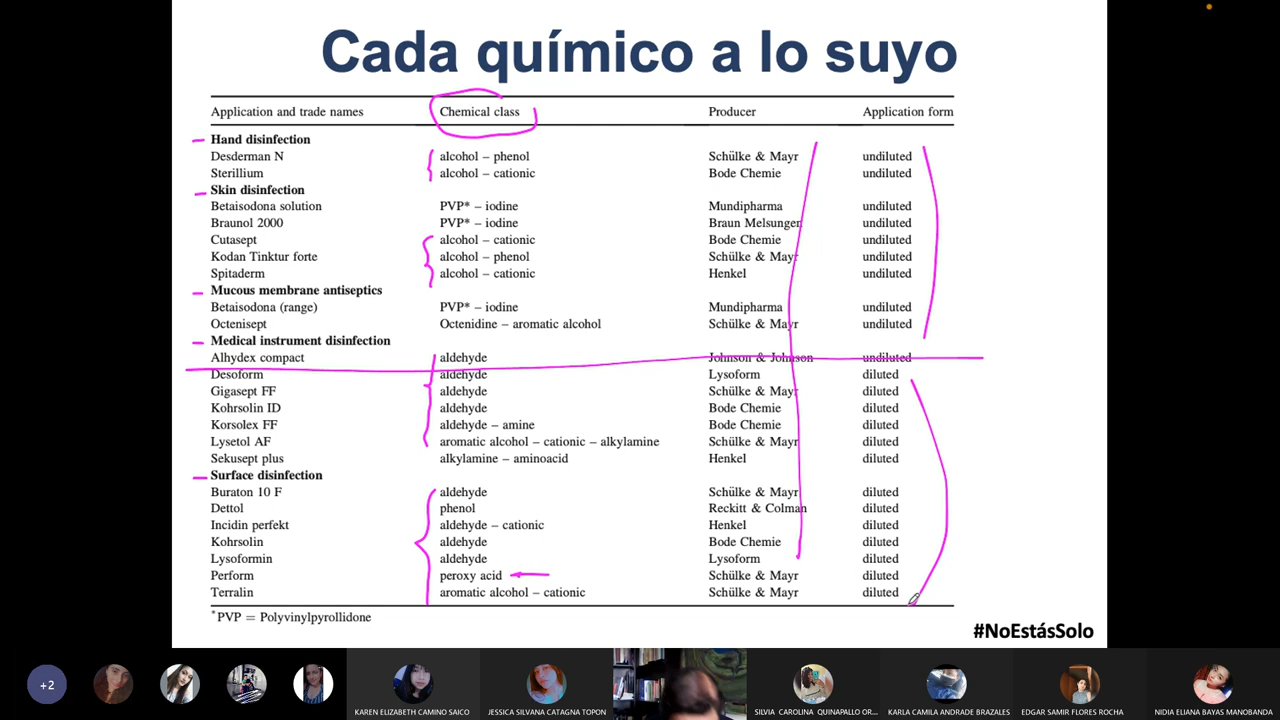 Cada químico a lo suyo
Application and trade names Chemical class Producer Application form
Hand disinfection
Desderman N alcohol – phenol Schülke & Mayr undiluted
Sterillium alcohol – cationic Bode Chemie undiluted
Skin disinfection
Betaisodona solution PVP* – iodine Mundipharma undiluted
Braunol 2000 PVP* – iodine Braun Melsungen undiluted
Cutasept alcohol – cationic Bode Chemie undiluted
Kodan Tinktur forte alcohol – phenol Schülke & Mayr undiluted
Spitaderm alcohol – cationic Henkel undiluted
Mucous membrane antiseptics
Betaisodona (range) PVP* – iodine Mundipharma undiluted
Octenisept Octenidine – aromatic alcohol Schülke & Mayr undiluted
Medical instrument disinfection
Alhydex compact aldehyde Johnson & Johnson undiluted
Desoform aldehyde Lysoform diluted
Gigasept FF aldehyde Schülke & Mayr diluted
Kohrsolin ID aldehyde Bode Chemie diluted
Korsolex FF aldehyde – amine Bode Chemie diluted
Lysetol AF aromatic alcohol – cationic – alkylamine Schülke & Mayr diluted
Sekusept plus alkylamine – aminoacid Henkel diluted
Surface disinfection
Buraton 10 F aldehyde Schülke & Mayr diluted
Dettol phenol Reckitt & Colman diluted
Incidin perfekt aldehyde – cationic Henkel diluted
Kohrsolin aldehyde Bode Chemie diluted
Lysoformin aldehyde Lysoform diluted
Perform peroxy acid Schülke & Mayr diluted
Terralin aromatic alcohol – cationic Schülke & Mayr diluted
*PVP = Polyvinylpyrollidone
#NoEstásSolo
+2
KAREN ELIZABETH CAMINO SAICO JESSICA SILVANA CATAGNA TOPON SILVIA CAROLINA QUINAPALLO OR... KARLA CAMILA ANDRADE BRAZALES EDGAR SAMIR FLORES ROCHA NIDIA ELIANA BAYAS MANOBANDA